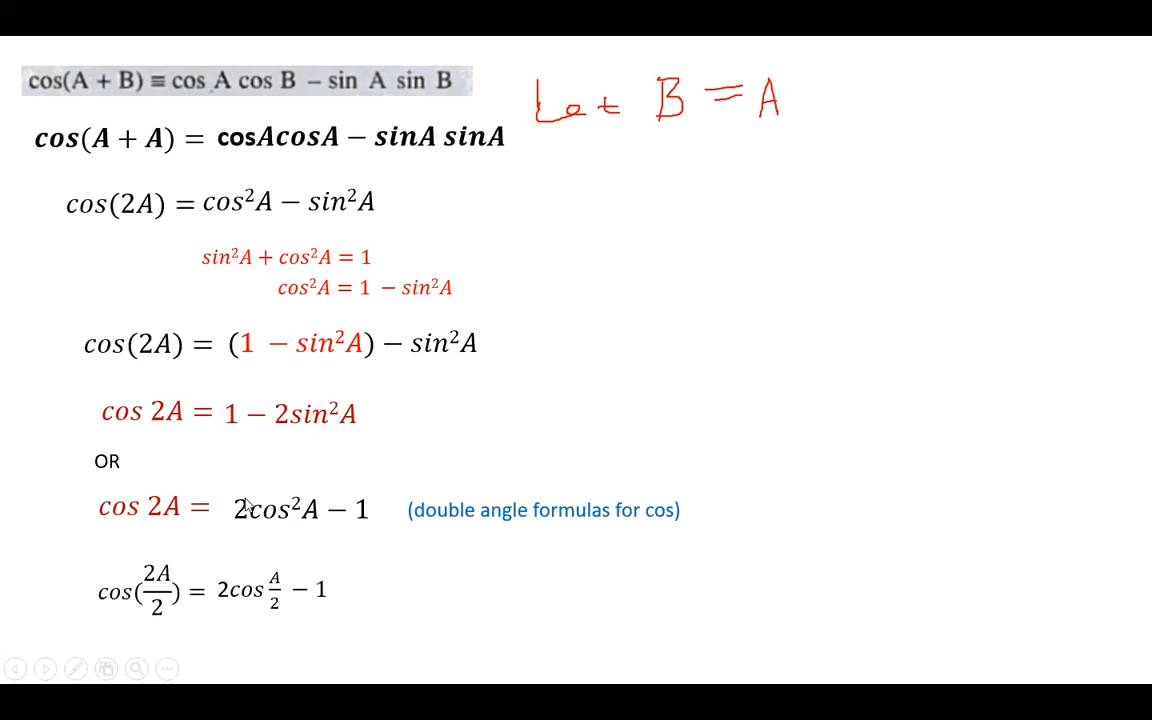 cos(A + B) ≡ cos A cos B – sin A sin B
Let B = A
cos(A + A) = cosAcosA − sinA sinA
cos(2A) = cos²A − sin²A
sin²A + cos²A = 1
cos²A = 1 − sin²A
cos(2A) = (1 − sin²A) − sin²A
cos 2A = 1 − 2sin²A
OR
cos 2A = 2cos²A − 1 (double angle formulas for cos)
cos(2A/2) = 2cos A/2 − 1